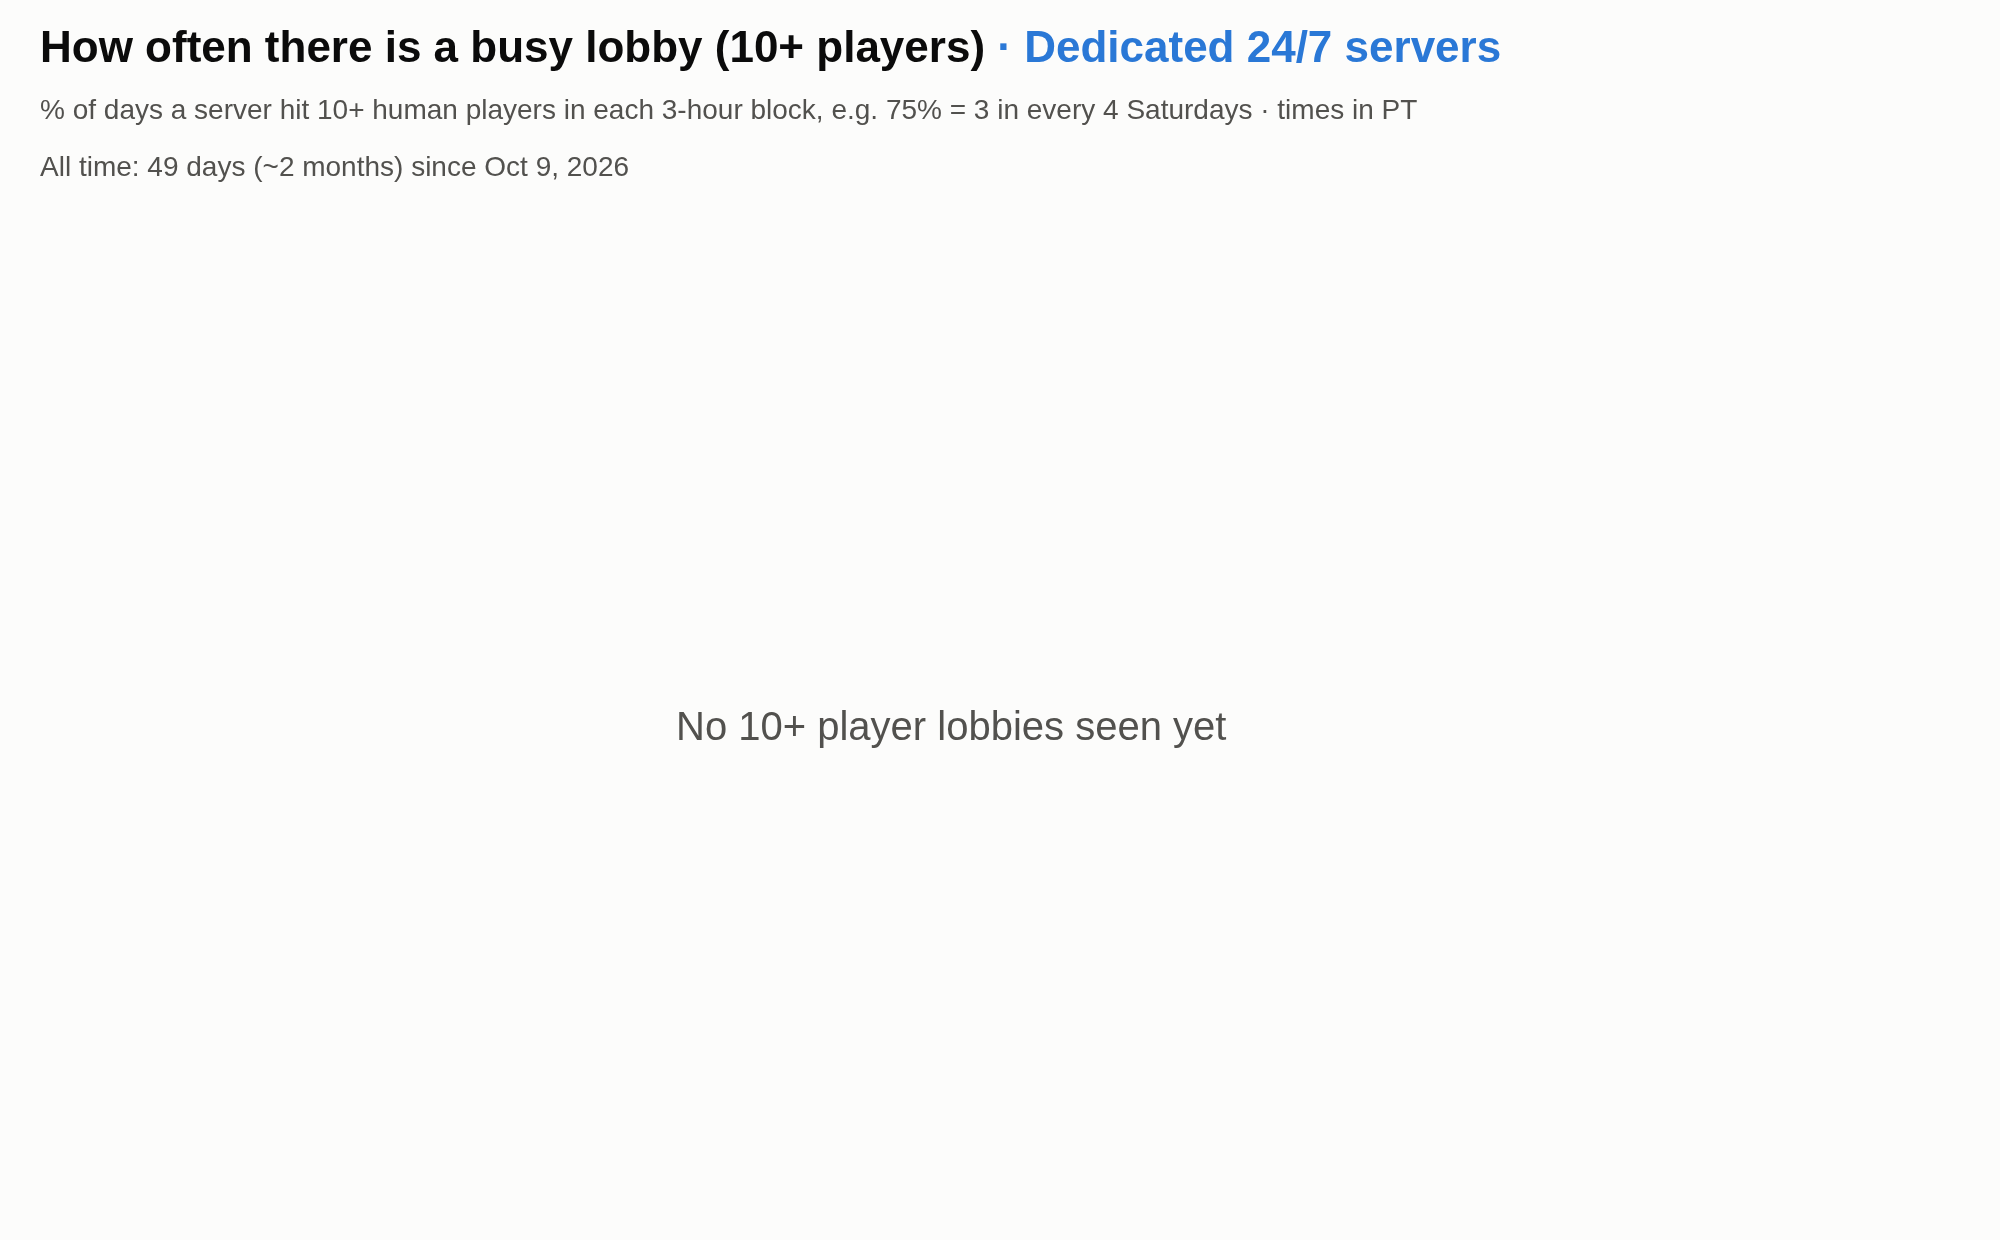 How often there is a busy lobby (10+ players) · Dedicated 24/7 servers
% of days a server hit 10+ human players in each 3-hour block, e.g. 75% = 3 in every 4 Saturdays · times in PT
All time: 49 days (~2 months) since Oct 9, 2026
No 10+ player lobbies seen yet